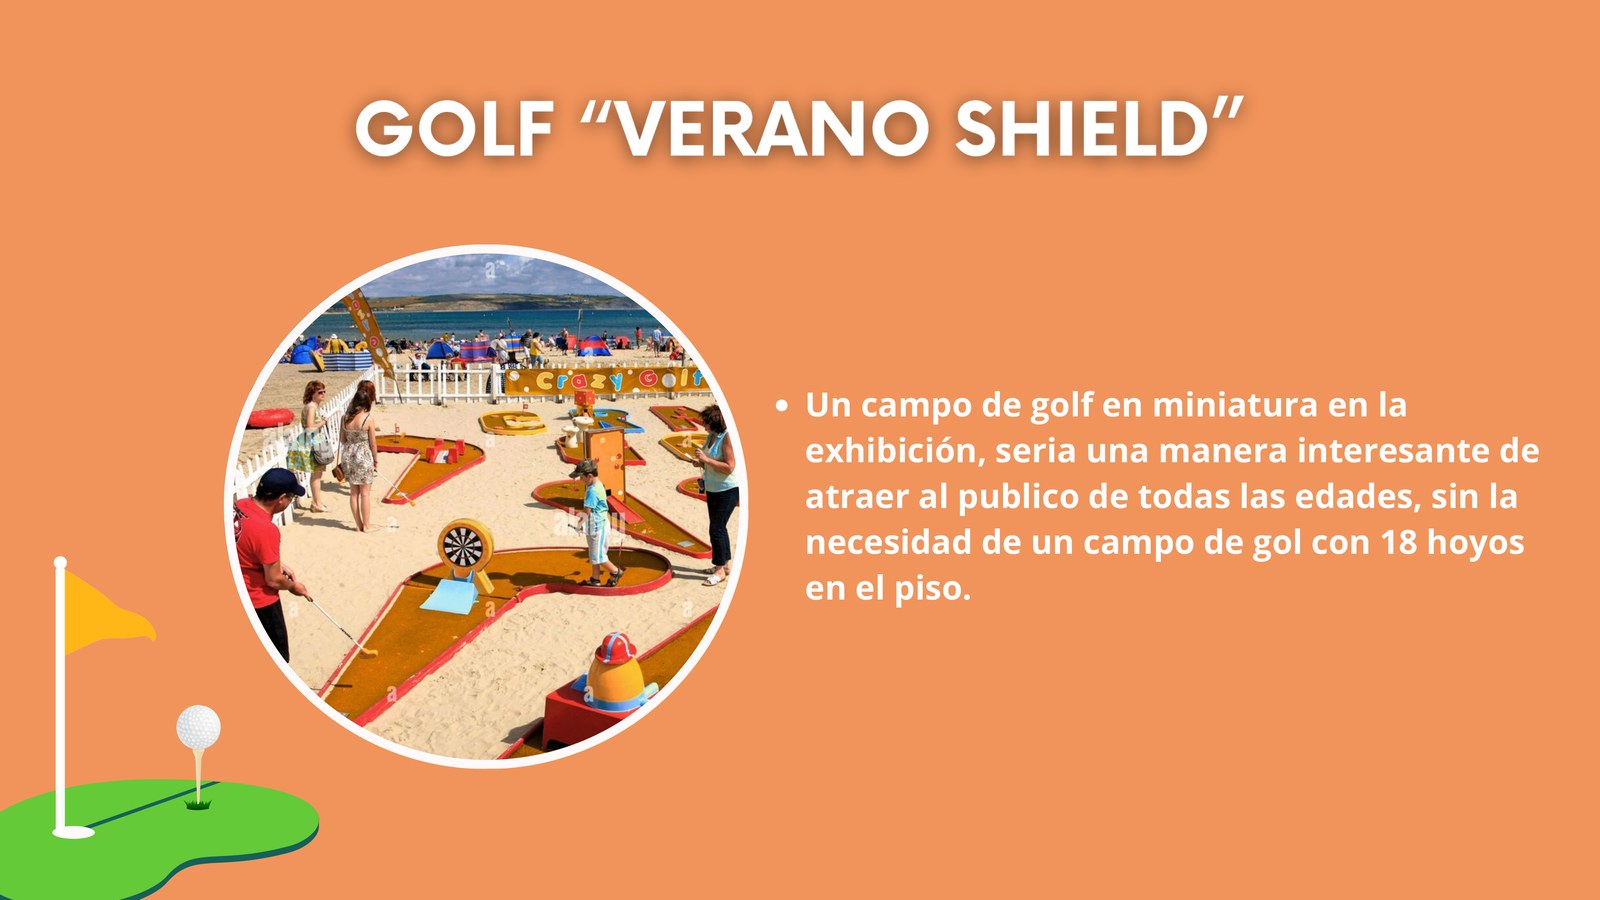 GOLF “VERANO SHIELD”
Crazy Golf
alamy
• Un campo de golf en miniatura en la
exhibición, seria una manera interesante de
atraer al publico de todas las edades, sin la
necesidad de un campo de gol con 18 hoyos
en el piso.